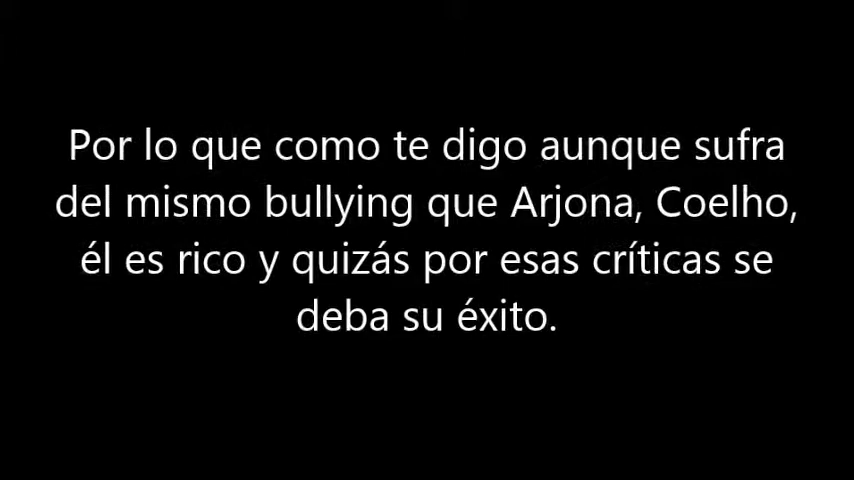 Por lo que como te digo aunque sufra
del mismo bullying que Arjona, Coelho,
él es rico y quizás por esas críticas se
deba su éxito.